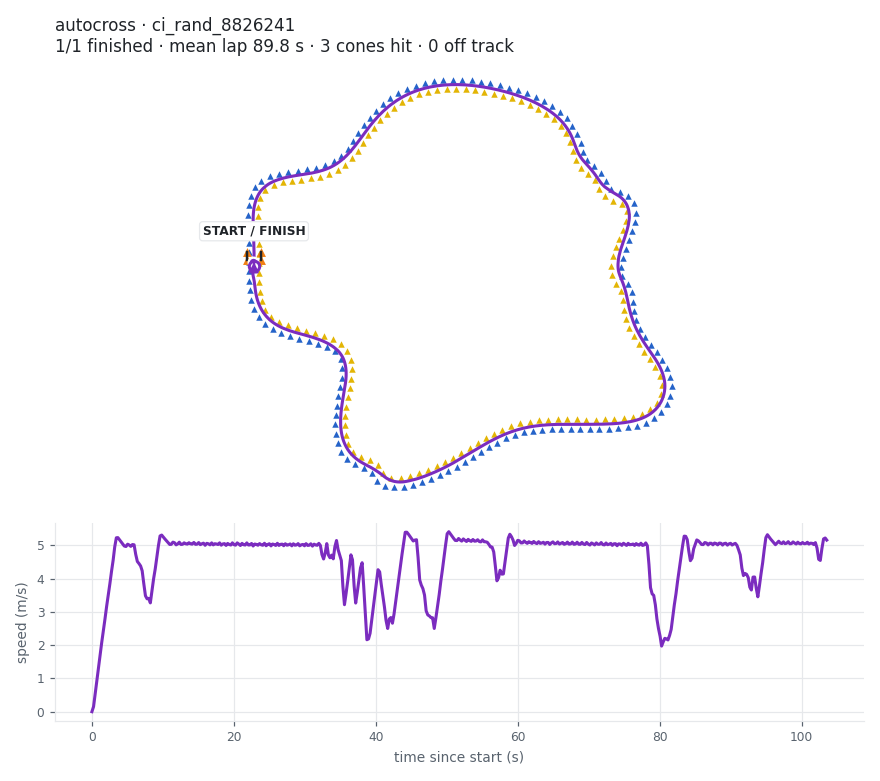 autocross · ci_rand_8826241
1/1 finished · mean lap 89.8 s · 3 cones hit · 0 off track
START / FINISH
speed (m/s)
5
4
3
2
1
0
0 20 40 60 80 100
time since start (s)